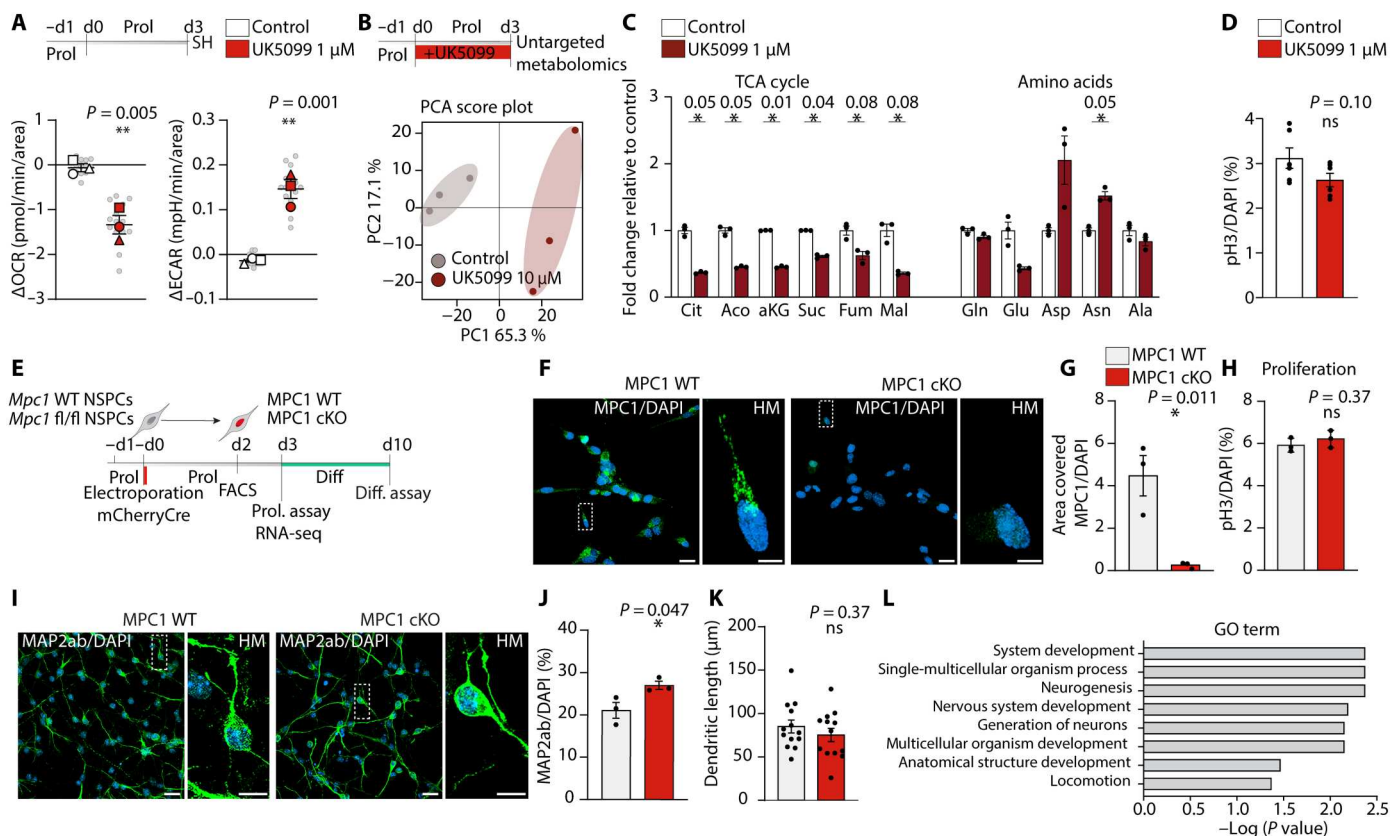 A
−d1 d0 Prol d3
Prol
SH
Control
UK5099 1 μM
P = 0.005
**
ΔOCR (pmol/min/area)
1
0
−1
−2
−3
P = 0.001
**
ΔECAR (mpH/min/area)
0.3
0.2
0.1
0.0
−0.1
B
−d1 d0 Prol d3
Prol
+UK5099
Untargeted
metabolomics
PCA score plot
PC2 17.1 %
20
10
0
−10
−20
Control
UK5099 10 μM
−20 0 20
PC1 65.3 %
C
Control
UK5099 1 μM
TCA cycle
Amino acids
0.05 0.05 0.01 0.04 0.08 0.08 0.05
* * * * * * *
Fold change relative to control
3
2
1
0
Cit Aco aKG Suc Fum Mal Gln Glu Asp Asn Ala
D
Control
UK5099 1 μM
P = 0.10
ns
pH3/DAPI (%)
4
3
2
1
0
E
Mpc1 WT NSPCs
Mpc1 fl/fl NSPCs
MPC1 WT
MPC1 cKO
−d1 −d0 d2 d3 d10
Prol Prol Diff
Electroporation
mCherryCre
FACS
Prol. assay
RNA-seq
Diff. assay
F
MPC1 WT
MPC1 cKO
MPC1/DAPI HM MPC1/DAPI HM
G
MPC1 WT
MPC1 cKO
P = 0.011
*
Area covered
MPC1/DAPI
8
6
4
2
0
H
Proliferation
P = 0.37
ns
pH3/DAPI (%)
8
6
4
2
0
I
MPC1 WT
MPC1 cKO
MAP2ab/DAPI HM MAP2ab/DAPI HM
J
P = 0.047
*
MAP2ab/DAPI (%)
40
30
20
10
0
K
P = 0.37
ns
Dendritic length (μm)
200
150
100
50
0
L
GO term
System development
Single-multicellular organism process
Neurogenesis
Nervous system development
Generation of neurons
Multicellular organism development
Anatomical structure development
Locomotion
0.0 0.5 1.0 1.5 2.0 2.5
−Log (P value)